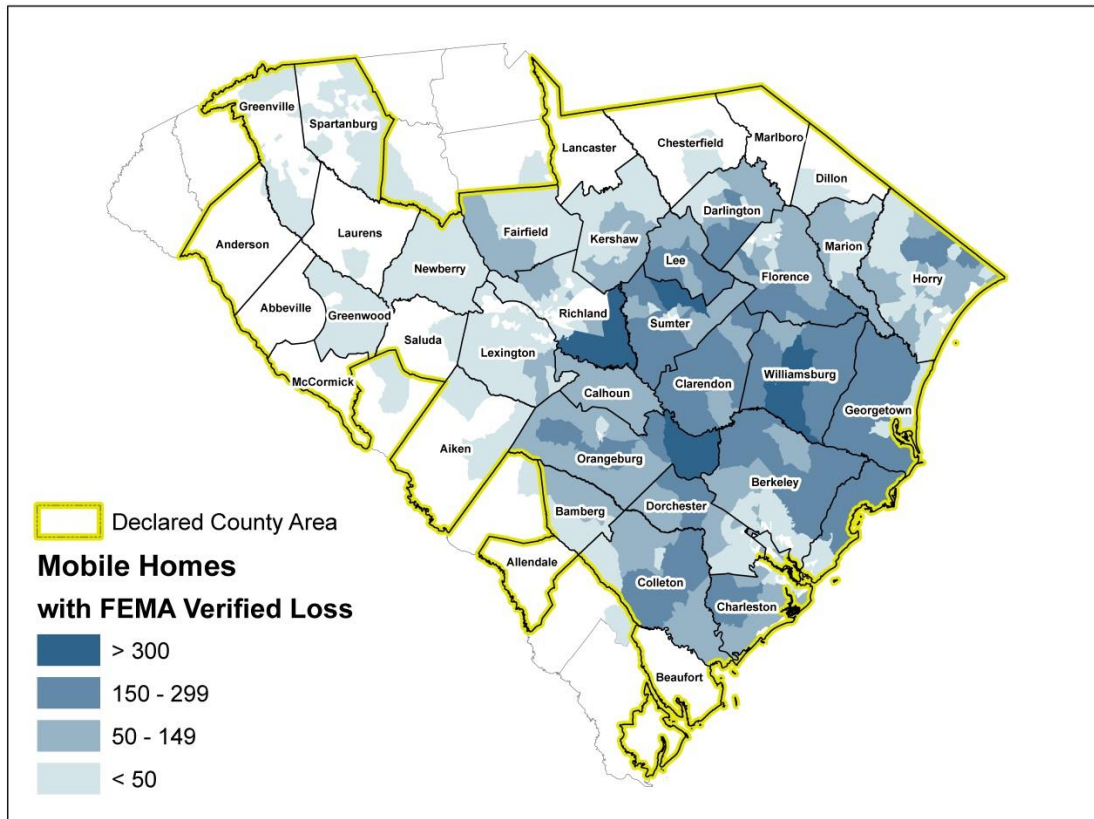 Greenville
Spartanburg
Lancaster
Chesterfield
Marlboro
Dillon
Darlington
Fairfield
Kershaw
Marion
Anderson
Laurens
Newberry
Lee
Florence
Horry
Abbeville
Greenwood
Richland
Sumter
Saluda
Lexington
McCormick
Calhoun
Clarendon
Williamsburg
Georgetown
Aiken
Orangeburg
Berkeley
Bamberg
Dorchester
Allendale
Colleton
Charleston
Beaufort
Declared County Area
Mobile Homes
with FEMA Verified Loss
> 300
150 - 299
50 - 149
< 50